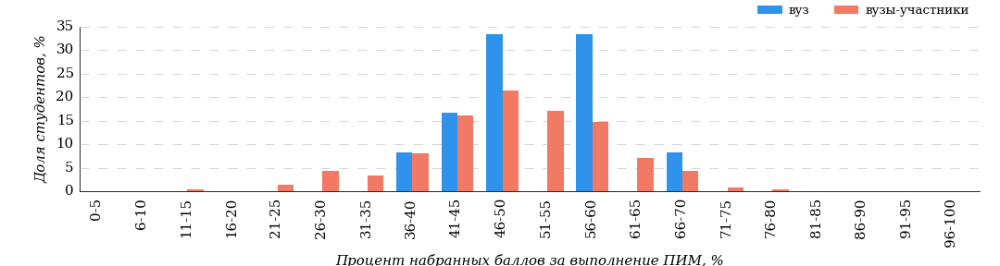 вуз вузы-участники
Доля студентов, %
35
30
25
20
15
10
5
0
0-5 6-10 11-15 16-20 21-25 26-30 31-35 36-40 41-45 46-50 51-55 56-60 61-65 66-70 71-75 76-80 81-85 86-90 91-95 96-100
Процент набранных баллов за выполнение ПИМ, %